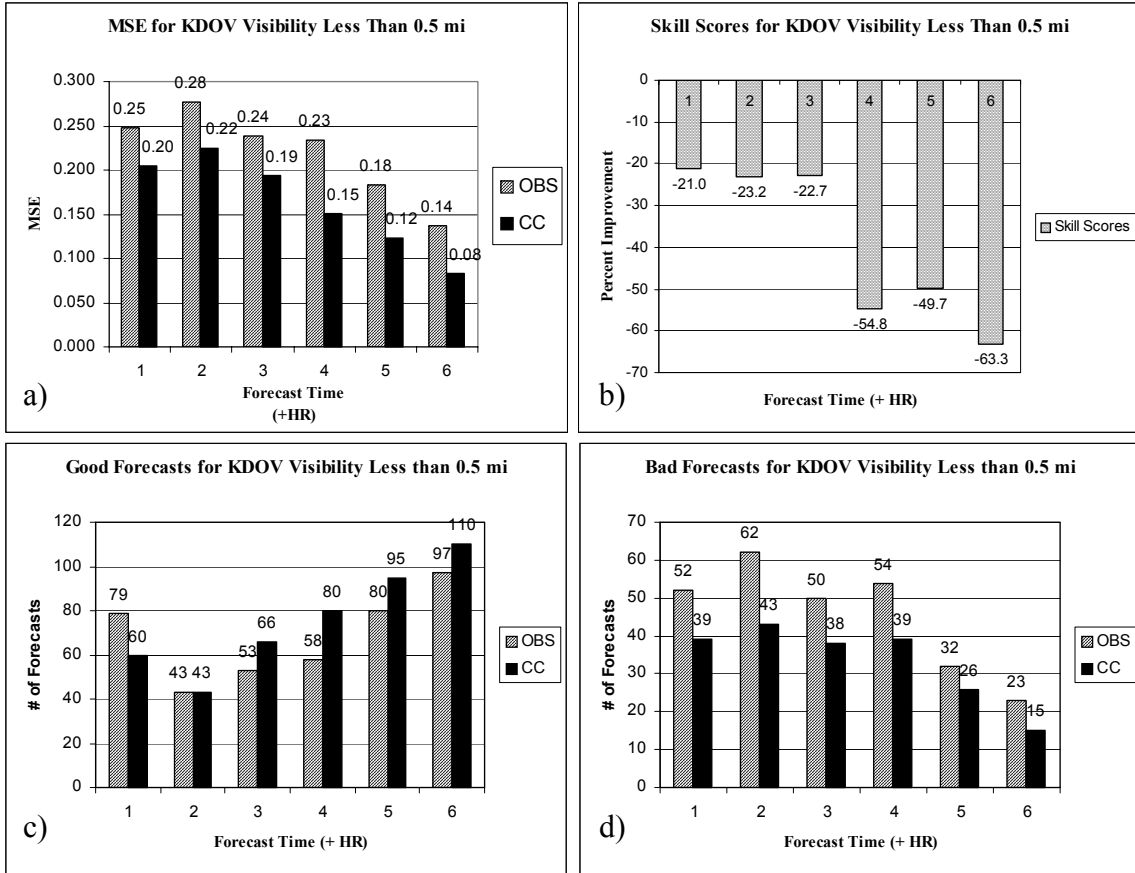 MSE for KDOV Visibility Less Than 0.5 mi
MSE
0.300
0.250
0.200
0.150
0.100
0.050
0.000
0.25
0.20
0.28
0.22
0.24
0.19
0.23
0.15
0.18
0.12
0.14
0.08
1 2 3 4 5 6
Forecast Time
(+HR)
OBS
CC
a)
Skill Scores for KDOV Visibility Less Than 0.5 mi
Percent Improvement
0
-10
-20
-30
-40
-50
-60
-70
1 2 3 4 5 6
-21.0
-23.2
-22.7
-54.8
-49.7
-63.3
Skill Scores
Forecast Time (+ HR)
b)
Good Forecasts for KDOV Visibility Less than 0.5 mi
# of Forecasts
120
100
80
60
40
20
0
79
60
43
43
53
66
58
80
80
95
97
110
1 2 3 4 5 6
Forecast Time (+ HR)
OBS
CC
c)
Bad Forecasts for KDOV Visibility Less than 0.5 mi
# of Forecasts
70
60
50
40
30
20
10
0
52
39
62
43
50
38
54
39
32
26
23
15
1 2 3 4 5 6
Forecast Time (+ HR)
OBS
CC
d)